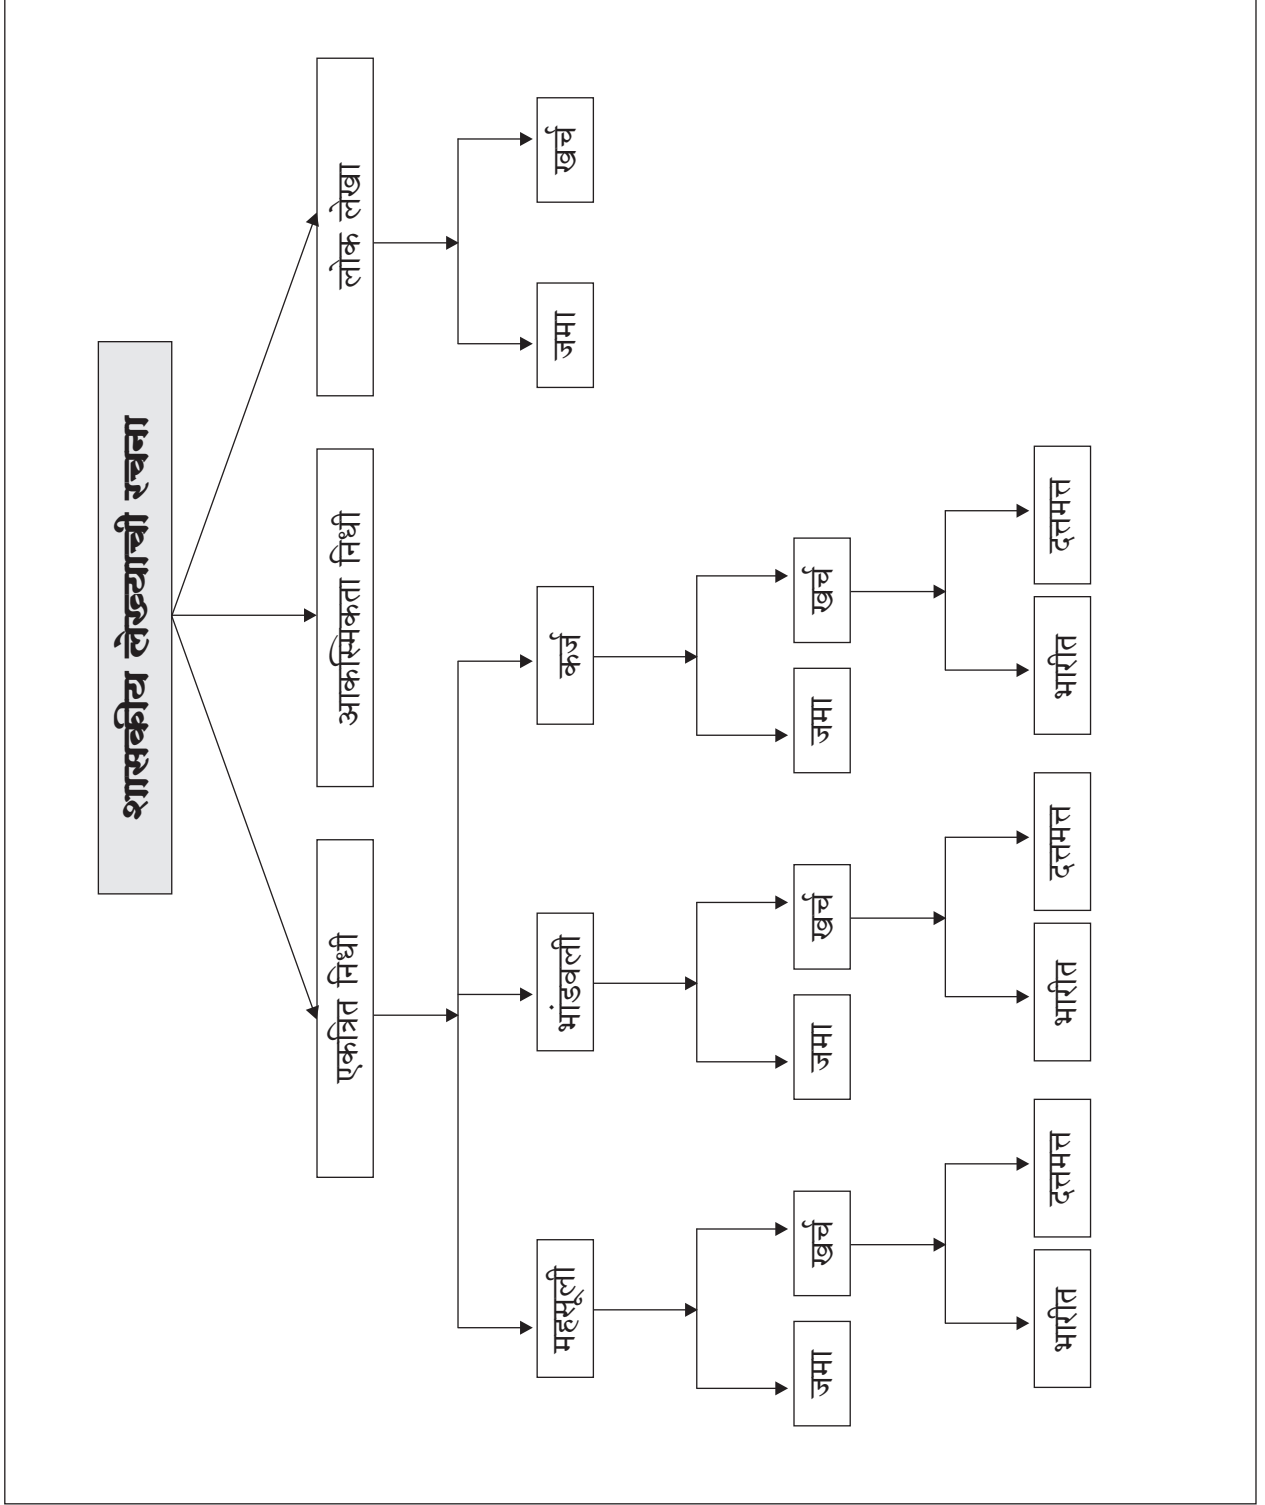 शासकीय लेख्याची रचना
एकत्रित निधी
आकस्मिकता निधी
लोक लेखा
महसूली
भांडवली
कर्ज
जमा
खर्च
जमा
खर्च
जमा
खर्च
जमा
खर्च
भारीत
दत्तमत
भारीत
दत्तमत
भारीत
दत्तमत